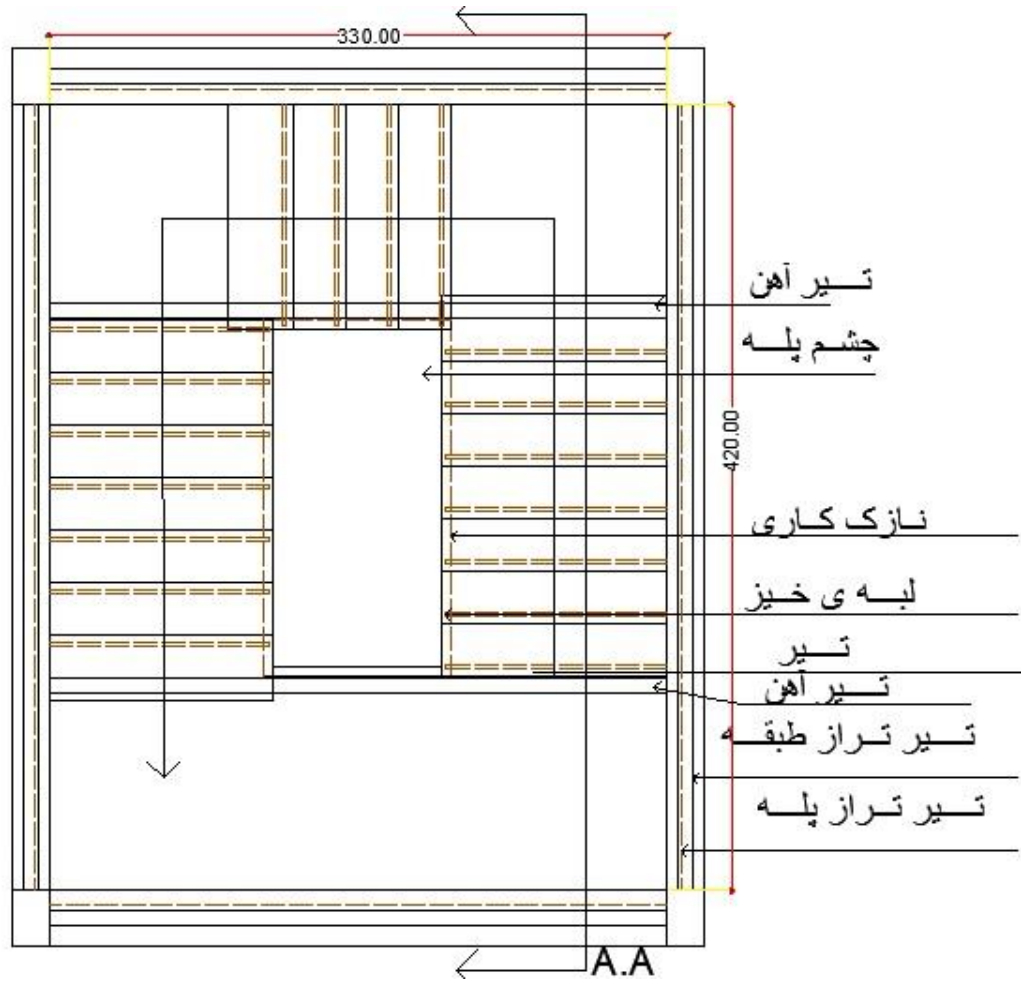 330.00
تیر آهن
چشم پله
420.00
نازک کاری
لبه ی خیز
تیر
تیر آهن
تیر تراز طبقه
تیر تراز پله
A.A